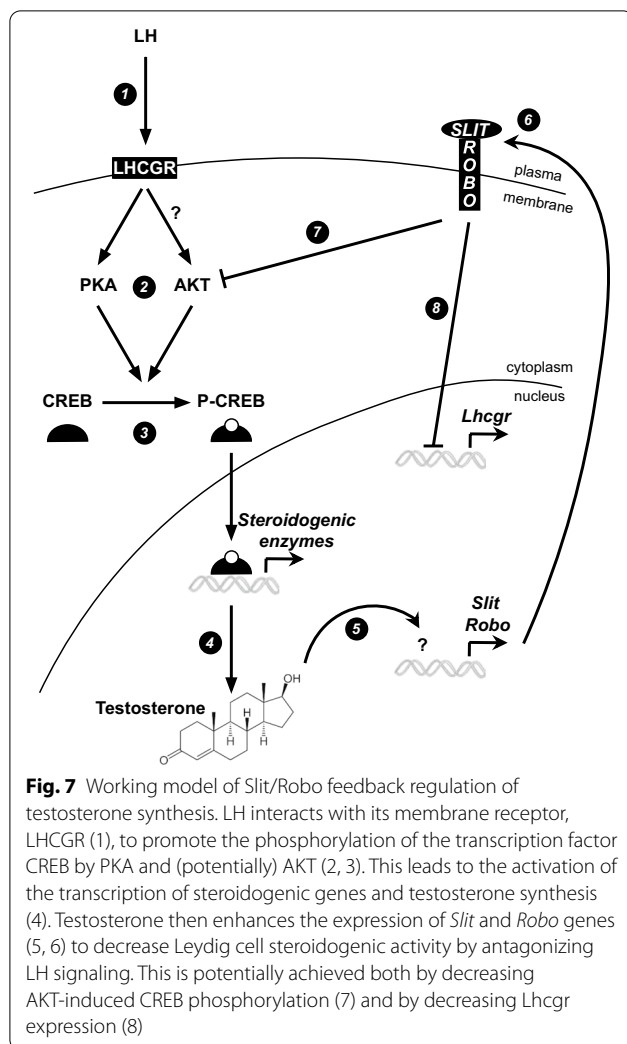 LH
1
LHCGR
?
PKA 2 AKT
CREB
3
P-CREB
SLIT
ROBO
6
plasma
membrane
7
8
cytoplasm
nucleus
Lhcgr
Steroidogenic
enzymes
4
5
?
Slit
Robo
Testosterone
OH
H
H
H
O
Fig. 7 Working model of Slit/Robo feedback regulation of
testosterone synthesis. LH interacts with its membrane receptor,
LHCGR (1), to promote the phosphorylation of the transcription factor
CREB by PKA and (potentially) AKT (2, 3). This leads to the activation of
the transcription of steroidogenic genes and testosterone synthesis
(4). Testosterone then enhances the expression of Slit and Robo genes
(5, 6) to decrease Leydig cell steroidogenic activity by antagonizing
LH signaling. This is potentially achieved both by decreasing
AKT-induced CREB phosphorylation (7) and by decreasing Lhcgr
expression (8)